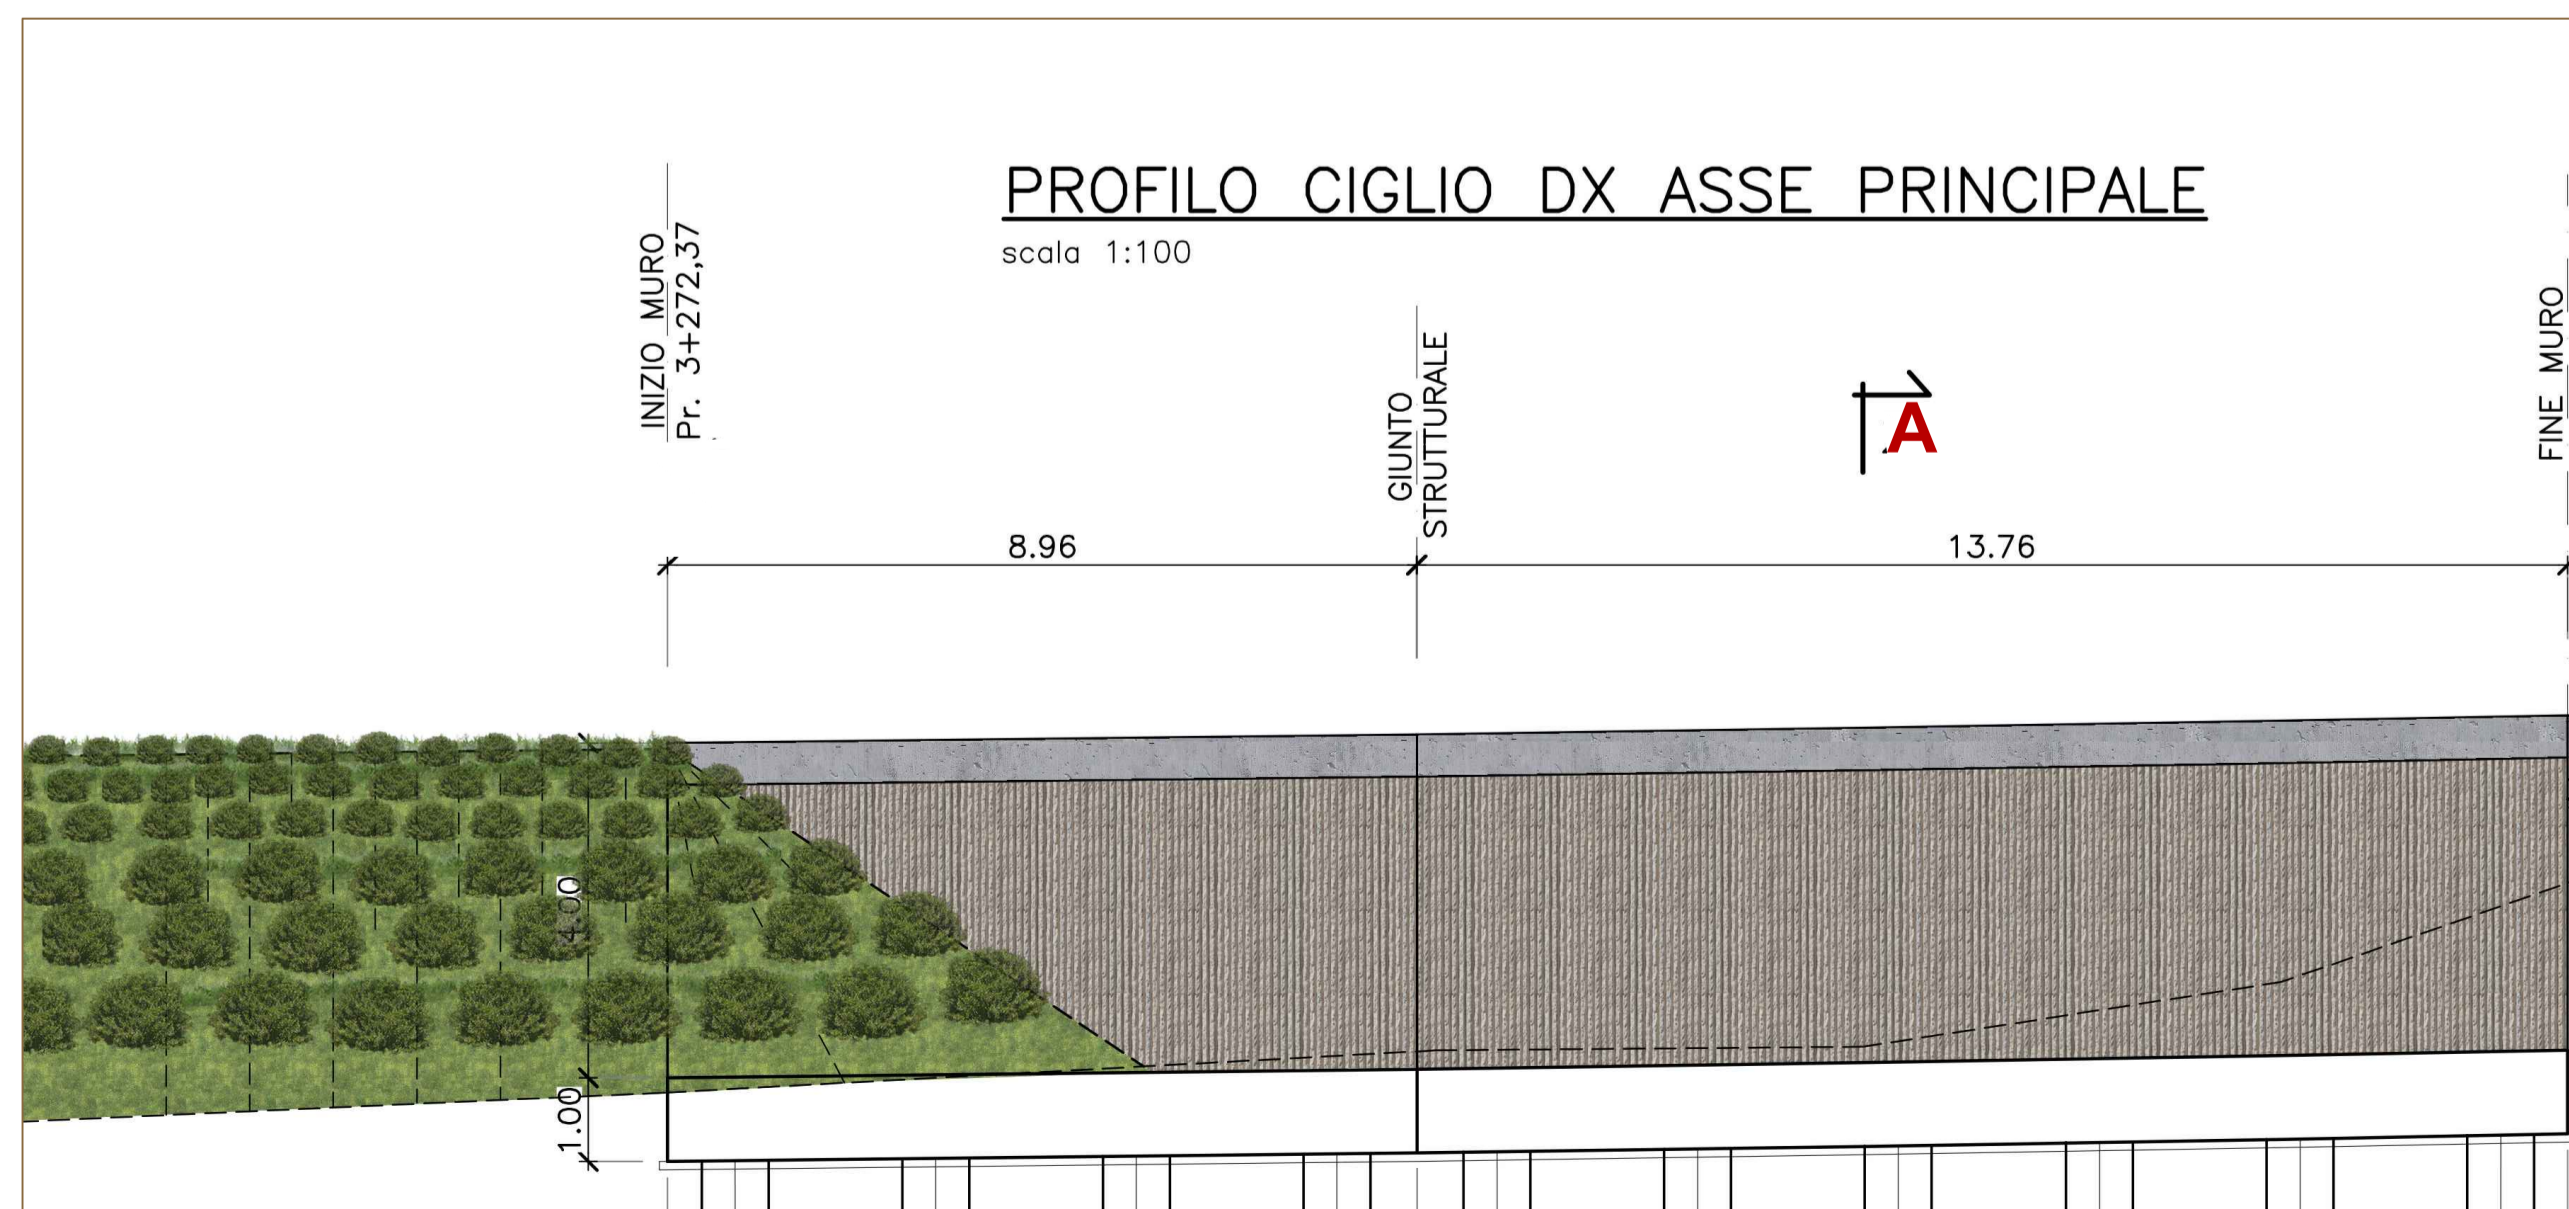 PROFILO CIGLIO DX ASSE PRINCIPALE
scala 1:100
INIZIO MURO
Pr. 3+272,37
GIUNTO
STRUTTURALE
A
FINE MURO
8.96
13.76
4.00
1.00